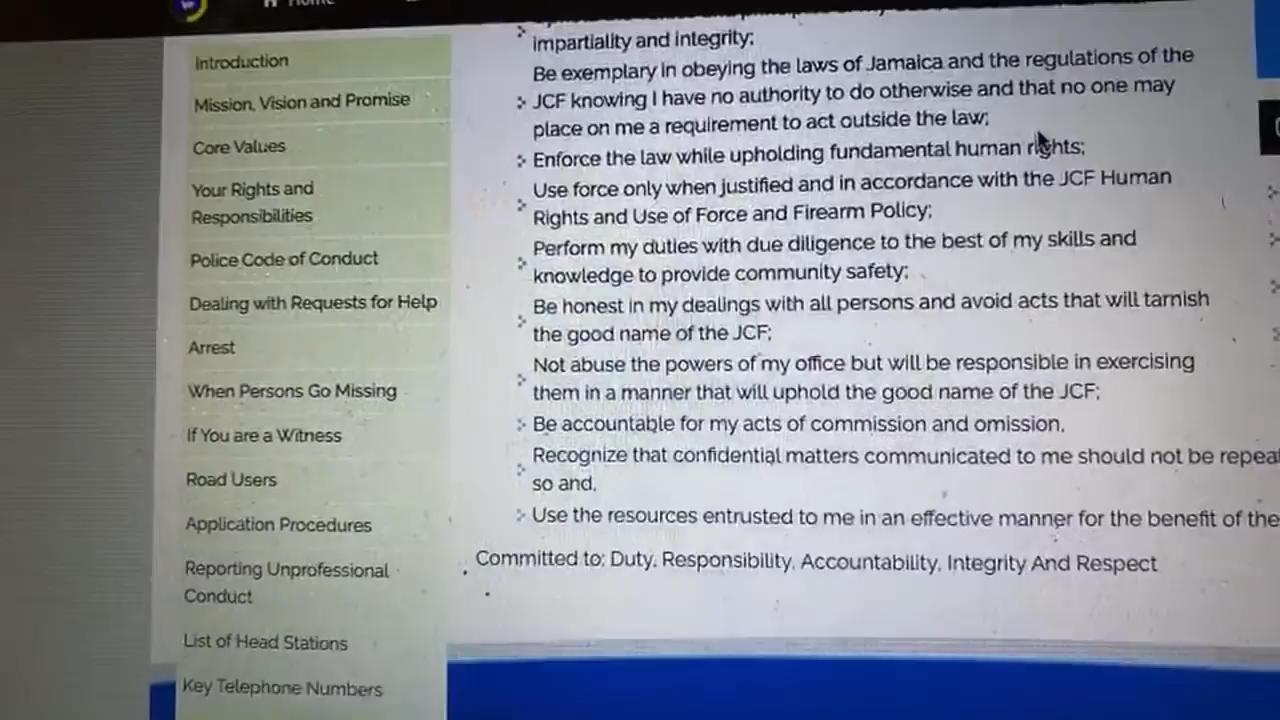 Home
Introduction
Mission, Vision and Promise
Core Values
Your Rights and
Responsibilities
Police Code of Conduct
Dealing with Requests for Help
Arrest
When Persons Go Missing
If You are a Witness
Road Users
Application Procedures
Reporting Unprofessional
Conduct
List of Head Stations
Key Telephone Numbers
impartiality and integrity;
Be exemplary in obeying the laws of Jamaica and the regulations of the
JCF knowing I have no authority to do otherwise and that no one may
place on me a requirement to act outside the law;
Enforce the law while upholding fundamental human rights;
Use force only when justified and in accordance with the JCF Human
Rights and Use of Force and Firearm Policy;
Perform my duties with due diligence to the best of my skills and
knowledge to provide community safety;
Be honest in my dealings with all persons and avoid acts that will tarnish
the good name of the JCF;
Not abuse the powers of my office but will be responsible in exercising
them in a manner that will uphold the good name of the JCF;
Be accountable for my acts of commission and omission,
Recognize that confidential matters communicated to me should not be repeat
so and,
Use the resources entrusted to me in an effective manner for the benefit of the
Committed to: Duty, Responsibility, Accountability, Integrity And Respect